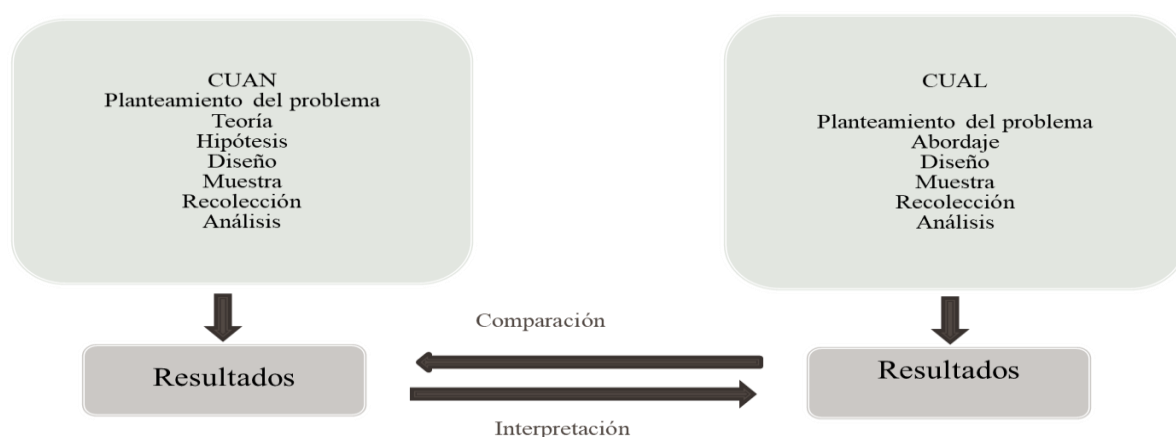 CUAN
Planteamiento del problema
Teoría
Hipótesis
Diseño
Muestra
Recolección
Análisis
CUAL
Planteamiento del problema
Abordaje
Diseño
Muestra
Recolección
Análisis
Comparación
Resultados
Resultados
Interpretación